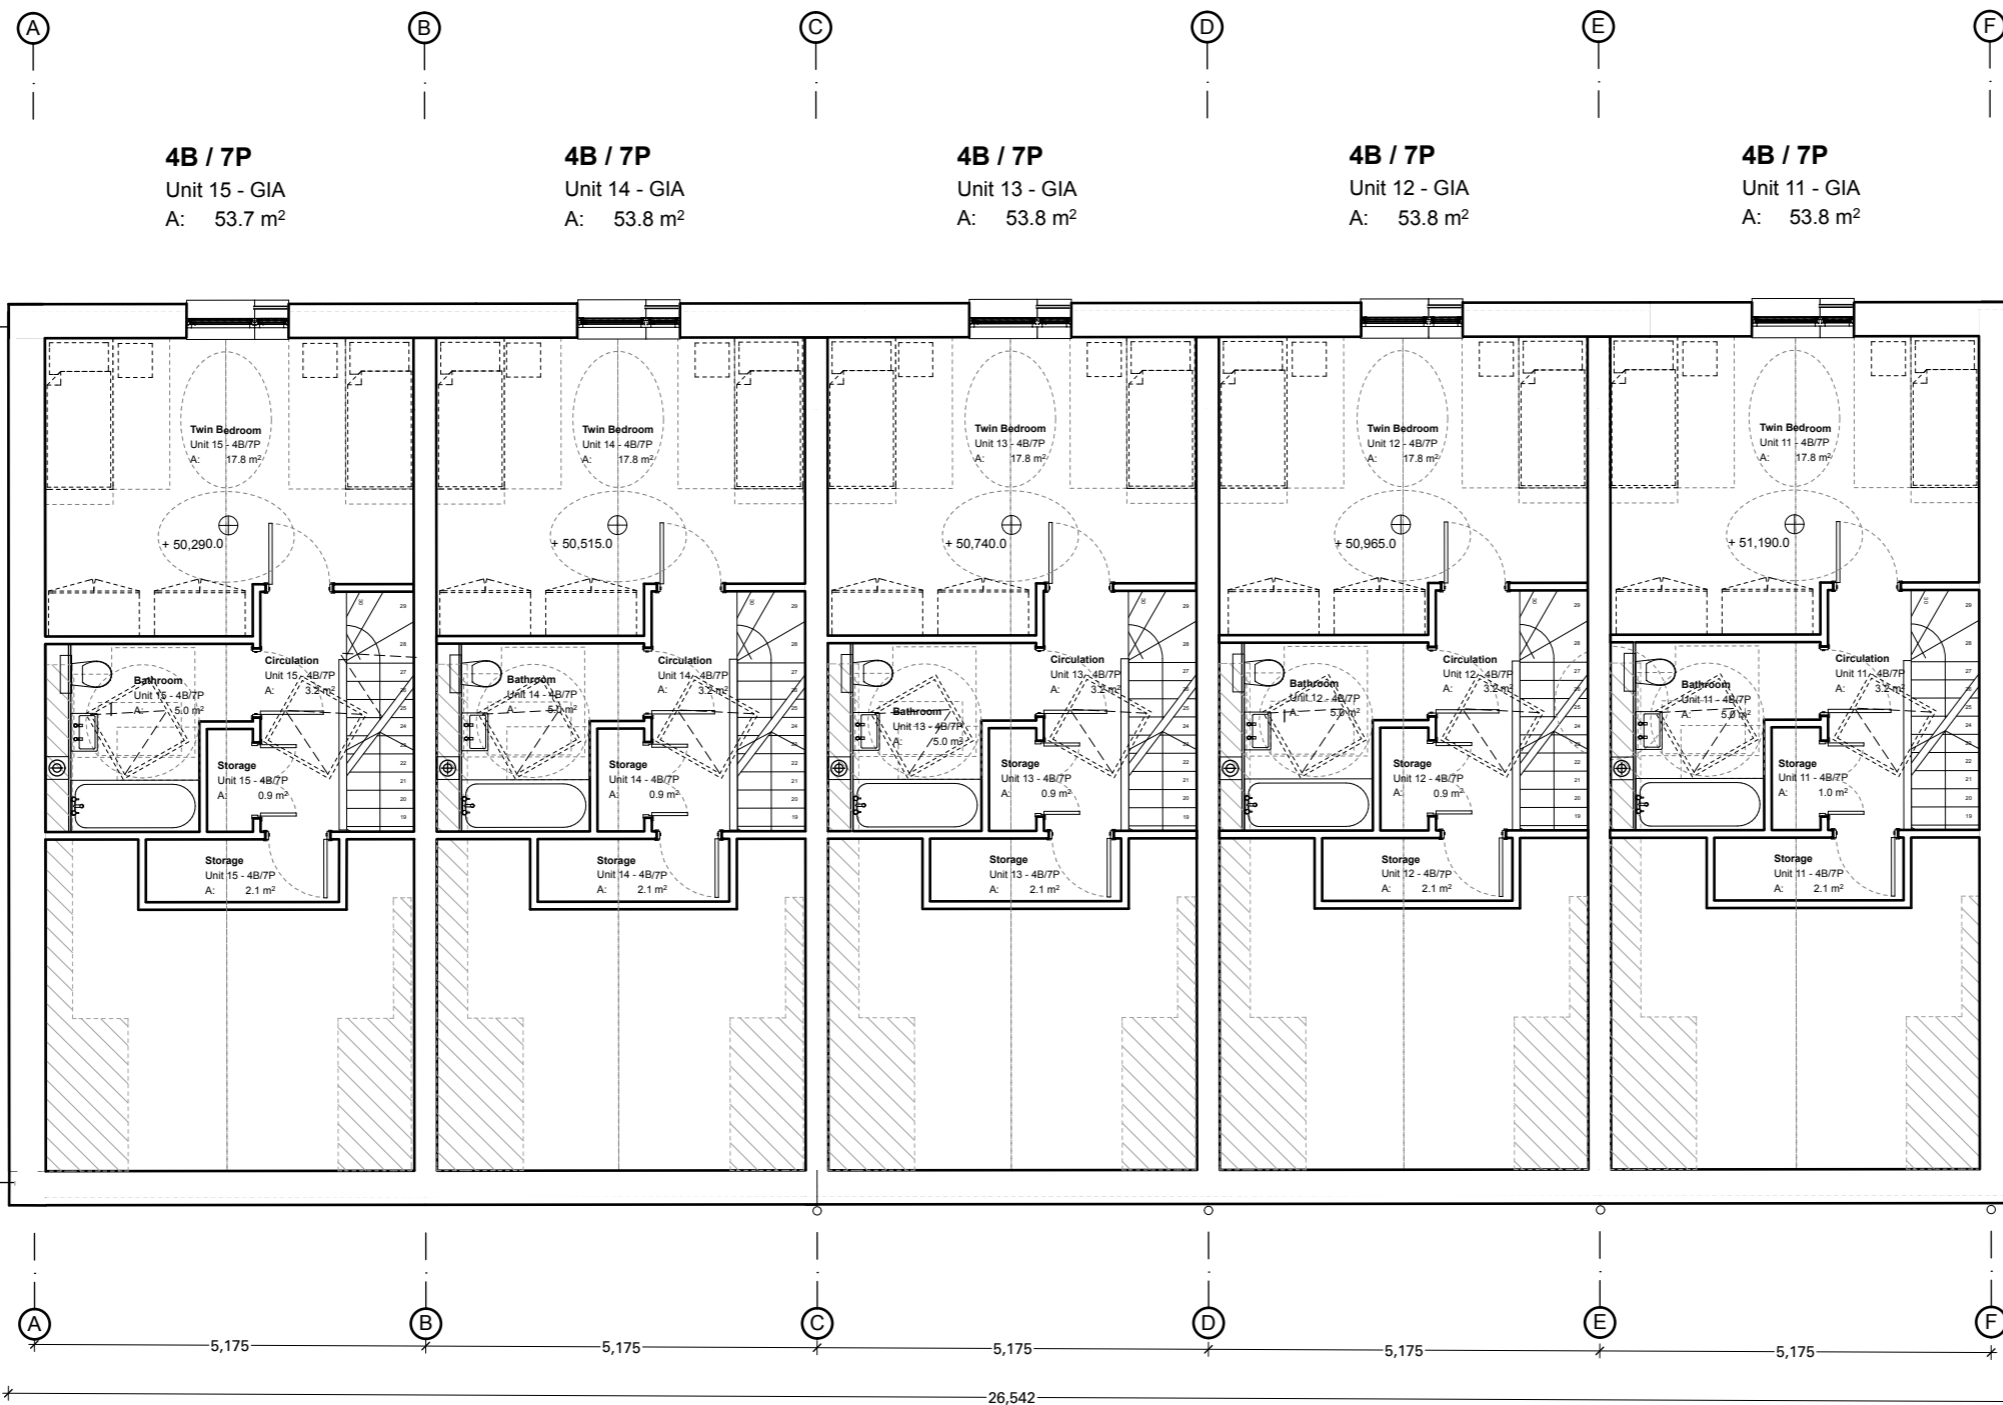 A
B
C
D
E
F
4B / 7P
Unit 15 - GIA
A: 53.7 m²
4B / 7P
Unit 14 - GIA
A: 53.8 m²
4B / 7P
Unit 13 - GIA
A: 53.8 m²
4B / 7P
Unit 12 - GIA
A: 53.8 m²
4B / 7P
Unit 11 - GIA
A: 53.8 m²
Twin Bedroom
Unit 15 - 4B/7P
A: 17.8 m²
+ 50,290.0
Twin Bedroom
Unit 14 - 4B/7P
A: 17.8 m²
+ 50,515.0
Twin Bedroom
Unit 13 - 4B/7P
A: 17.8 m²
+ 50,740.0
Twin Bedroom
Unit 12 - 4B/7P
A: 17.8 m²
+ 50,965.0
Twin Bedroom
Unit 11 - 4B/7P
A: 17.8 m²
+ 51,190.0
Circulation
Unit 15 - 4B/7P
A: 3.2 m²
Bathroom
Unit 15 - 4B/7P
A: 5.0 m²
Storage
Unit 15 - 4B/7P
A: 0.9 m²
Storage
Unit 15 - 4B/7P
A: 2.1 m²
Circulation
Unit 14 - 4B/7P
A: 3.2 m²
Bathroom
Unit 14 - 4B/7P
A: 5.0 m²
Storage
Unit 14 - 4B/7P
A: 0.9 m²
Storage
Unit 14 - 4B/7P
A: 2.1 m²
Circulation
Unit 13 - 4B/7P
A: 3.2 m²
Bathroom
Unit 13 - 4B/7P
A: 5.0 m²
Storage
Unit 13 - 4B/7P
A: 0.9 m²
Storage
Unit 13 - 4B/7P
A: 2.1 m²
Circulation
Unit 12 - 4B/7P
A: 3.2 m²
Bathroom
Unit 12 - 4B/7P
A: 5.0 m²
Storage
Unit 12 - 4B/7P
A: 0.9 m²
Storage
Unit 12 - 4B/7P
A: 2.1 m²
Circulation
Unit 11 - 4B/7P
A: 3.2 m²
Bathroom
Unit 11 - 4B/7P
A: 5.0 m²
Storage
Unit 11 - 4B/7P
A: 1.0 m²
Storage
Unit 11 - 4B/7P
A: 2.1 m²
A
B
C
D
E
F
5,175
5,175
5,175
5,175
5,175
26,542